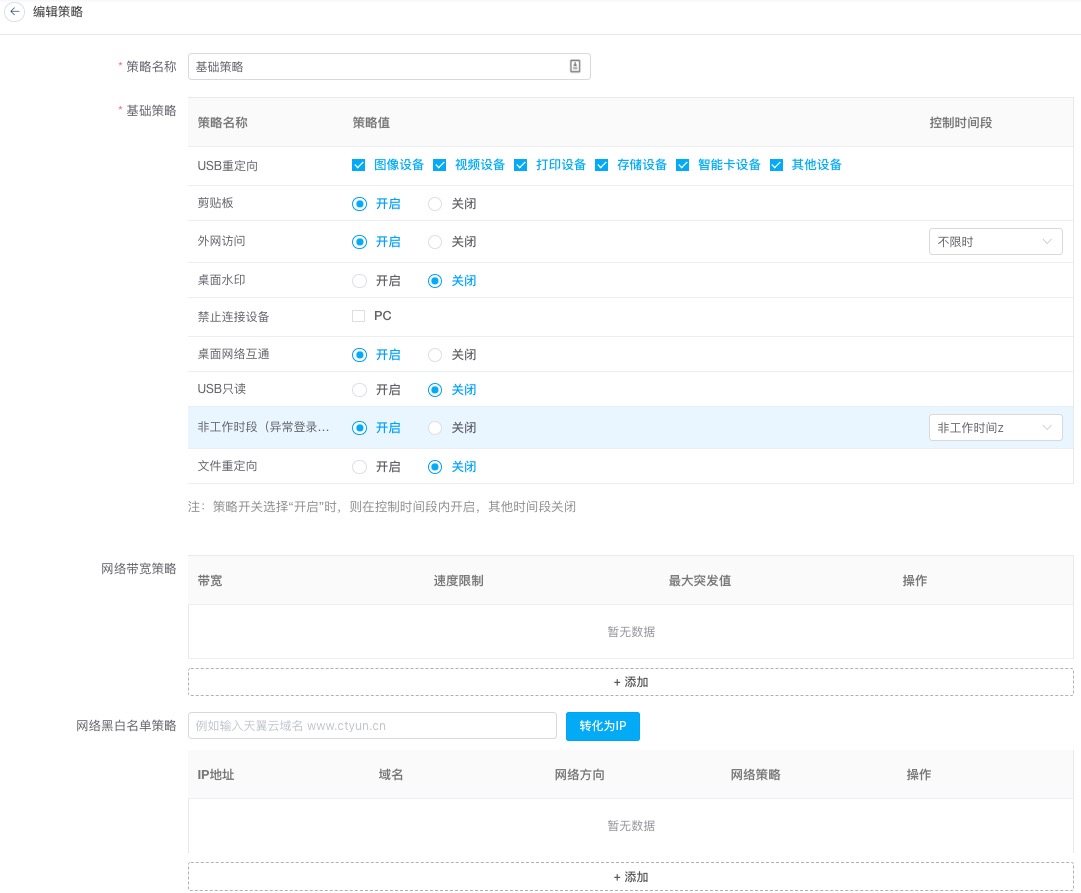 编辑策略
* 策略名称 基础策略
* 基础策略 策略名称 策略值 控制时间段
USB重定向 图像设备 视频设备 打印设备 存储设备 智能卡设备 其他设备
剪贴板 开启 关闭
外网访问 开启 关闭 不限时
桌面水印 开启 关闭
禁止连接设备 PC
桌面网络互通 开启 关闭
USB只读 开启 关闭
非工作时段（异常登录... 开启 关闭 非工作时间z
文件重定向 开启 关闭
注：策略开关选择“开启”时，则在控制时间段内开启，其他时间段关闭
网络带宽策略 带宽 速度限制 最大突发值 操作
暂无数据
+ 添加
网络黑白名单策略 例如输入天翼云域名 www.ctyun.cn 转化为IP
IP地址 域名 网络方向 网络策略 操作
暂无数据
+ 添加